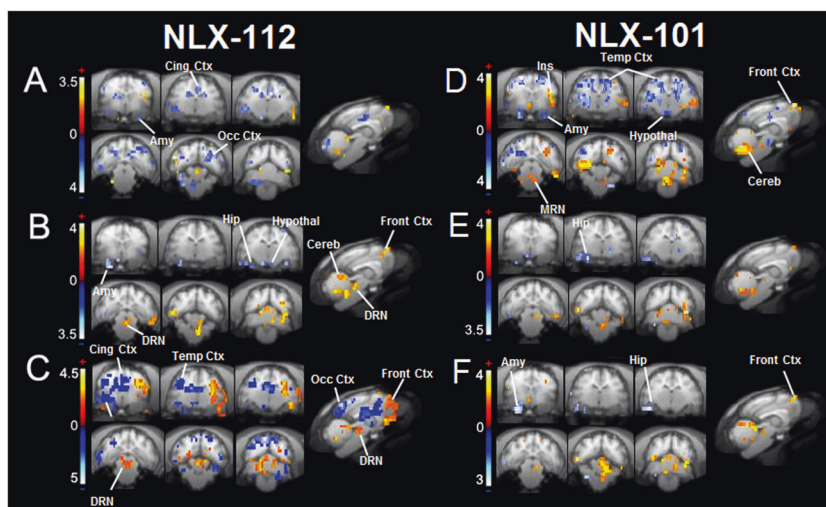 NLX-112
NLX-101
A
+
3.5
0
4
-
Cing Ctx
Amy
Occ Ctx
D
+
4
0
4
-
Ins
Temp Ctx
Amy
Hypothal
MRN
Front Ctx
Cereb
B
+
4
0
3.5
-
Hip
Hypothal
Amy
DRN
Cereb
Front Ctx
DRN
E
+
4
0
4
-
Hip
C
+
4.5
0
5
-
Cing Ctx
Temp Ctx
DRN
Occ Ctx
Front Ctx
DRN
F
+
4
0
3
-
Amy
Hip
Front Ctx